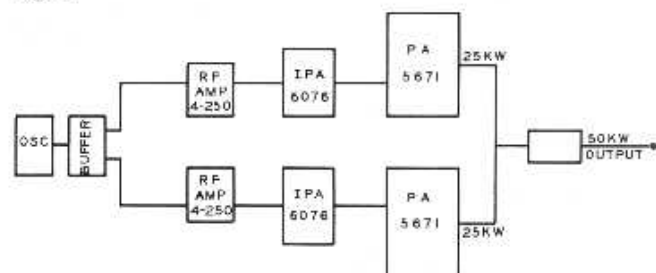 OSC
BUFFER
RF
AMP
4-250
IPA
6076
PA
5671
25KW
RF
AMP
4-250
IPA
6076
PA
5671
25KW
50KW
OUTPUT